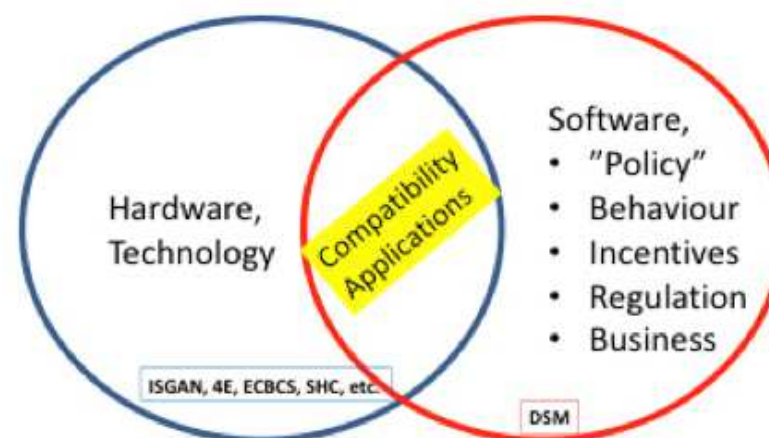 Hardware,
Technology
Compatibility
Applications
Software,
• ”Policy”
• Behaviour
• Incentives
• Regulation
• Business
ISGAN, 4E, ECBCS, SHC, etc.
DSM